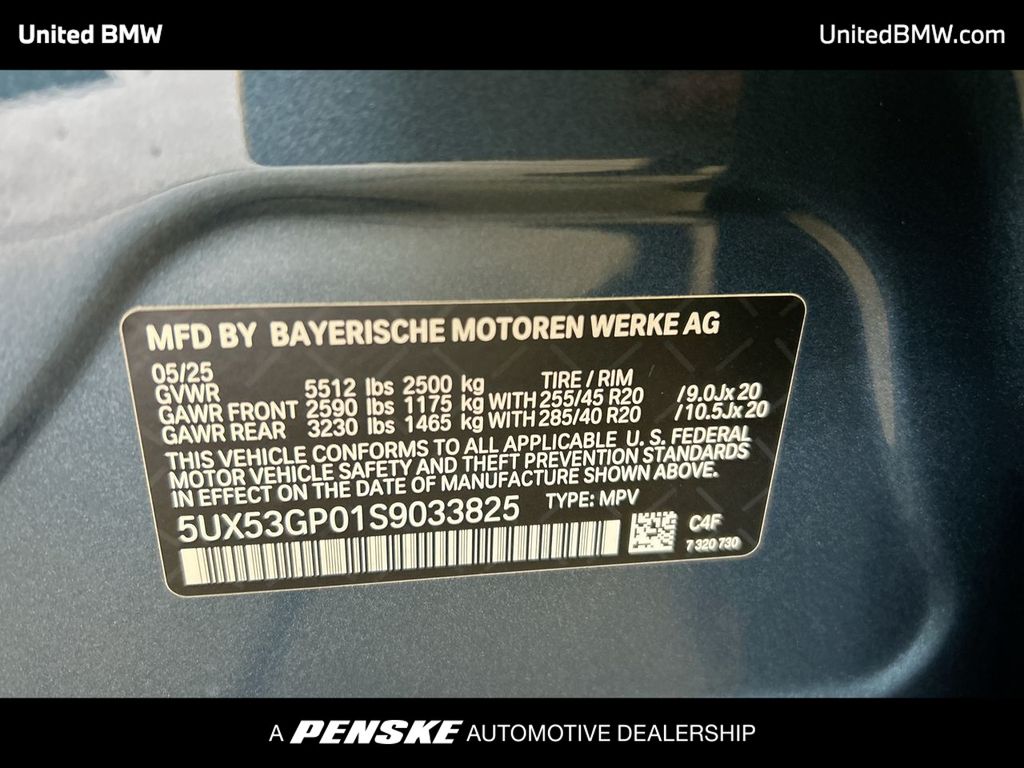 United BMW
UnitedBMW.com
MFD BY BAYERISCHE MOTOREN WERKE AG
05/25
TIRE / RIM
GVWR 5512 lbs 2500 kg
GAWR FRONT 2590 lbs 1175 kg WITH 255/45 R20 /9.0Jx20
GAWR REAR 3230 lbs 1465 kg WITH 285/40 R20 /10.5Jx20
THIS VEHICLE CONFORMS TO ALL APPLICABLE U.S. FEDERAL
MOTOR VEHICLE SAFETY AND THEFT PREVENTION STANDARDS
IN EFFECT ON THE DATE OF MANUFACTURE SHOWN ABOVE.
5UX53GP01S9033825 TYPE: MPV
C4F
7 320 730
A PENSKE AUTOMOTIVE DEALERSHIP